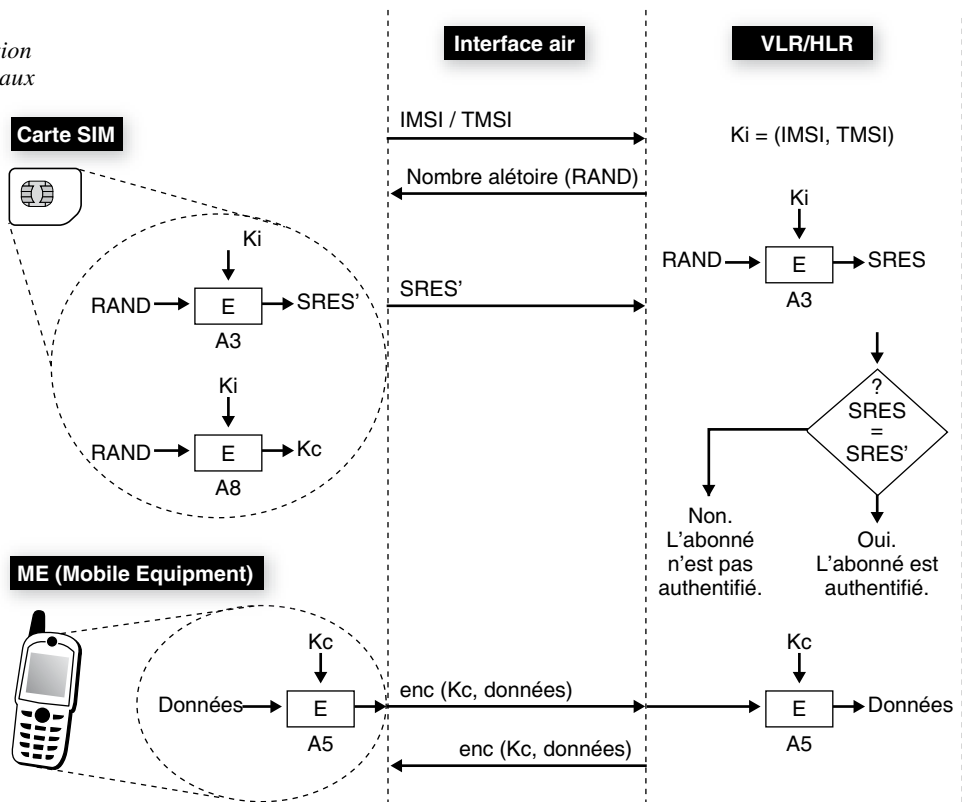 tion
aux
Interface air
VLR/HLR
Carte SIM
IMSI / TMSI
Ki = (IMSI, TMSI)
Nombre alétoire (RAND)
Ki
RAND
E
SRES'
A3
Ki
RAND
E
Kc
A8
SRES'
Ki
RAND
E
SRES
A3
?
SRES
=
SRES'
Non.
L'abonné
n'est pas
authentifié.
Oui.
L'abonné est
authentifié.
ME (Mobile Equipment)
Kc
Données
E
A5
enc (Kc, données)
enc (Kc, données)
Kc
E
Données
A5